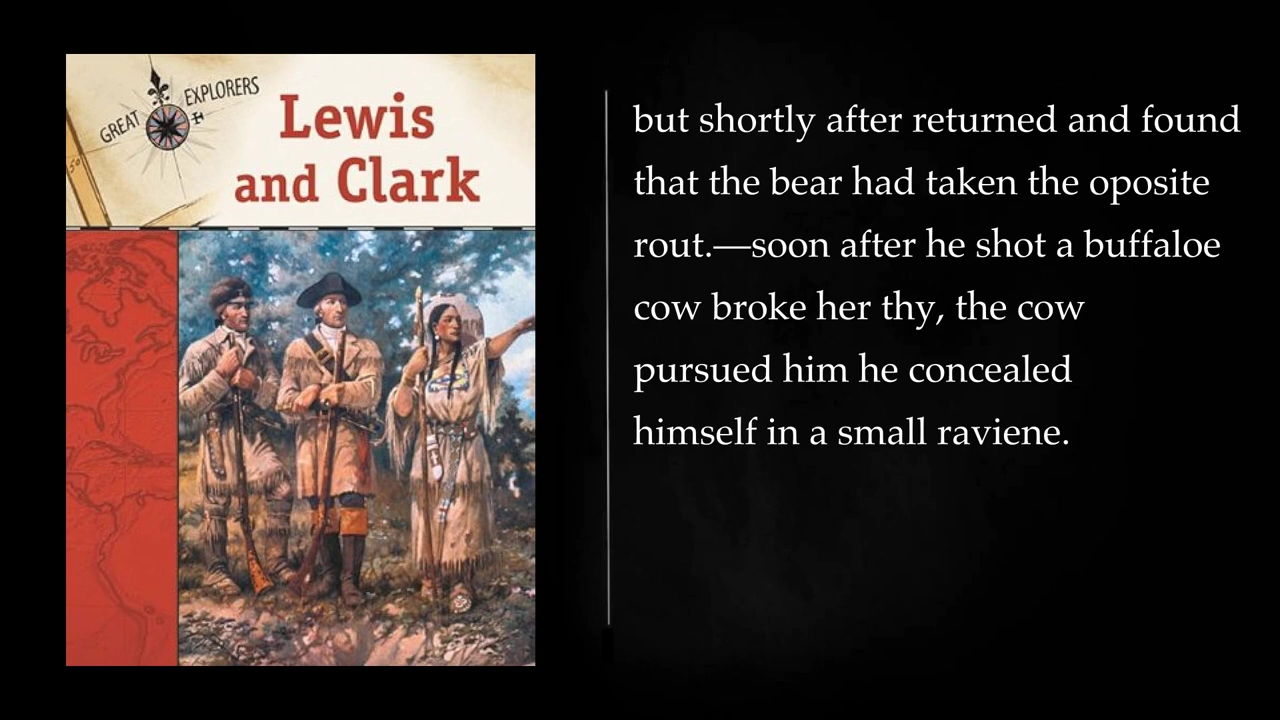 GREAT EXPLORERS
Lewis
and Clark
50
but shortly after returned and found
that the bear had taken the oposite
rout.—soon after he shot a buffaloe
cow broke her thy, the cow
pursued him he concealed
himself in a small raviene.